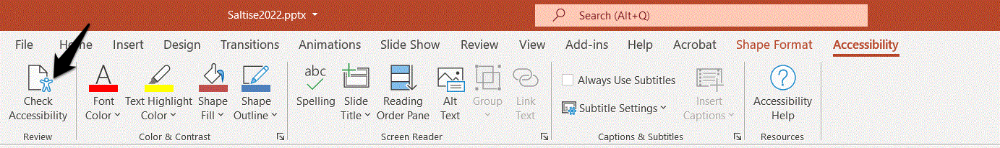 Saltise2022.pptx
Search (Alt+Q)
File Home Insert Design Transitions Animations Slide Show Review View Add-ins Help Acrobat Shape Format Accessibility
Check
Accessibility
Review
Font
Color
Text Highlight
Color
Shape
Fill
Shape
Outline
Color & Contrast
abc
Spelling
Slide
Title
Reading
Order Pane
Alt
Text
Group
Link
Text
Screen Reader
Always Use Subtitles
Subtitle Settings
Insert
Captions
Captions & Subtitles
Accessibility
Help
Resources